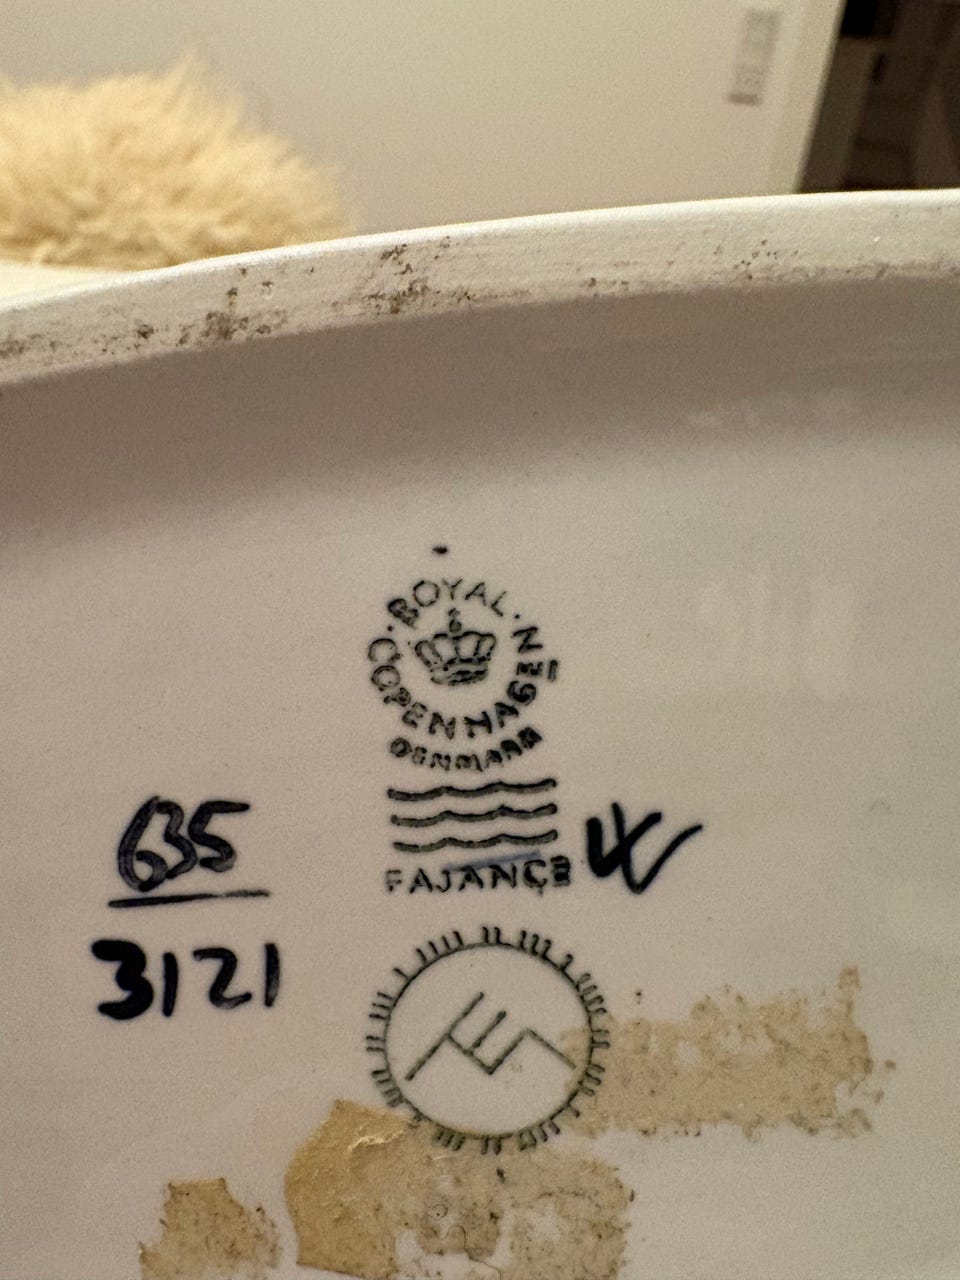 ROYAL
COPENHAGEN
DENMARK
FAJANCE
635
3121